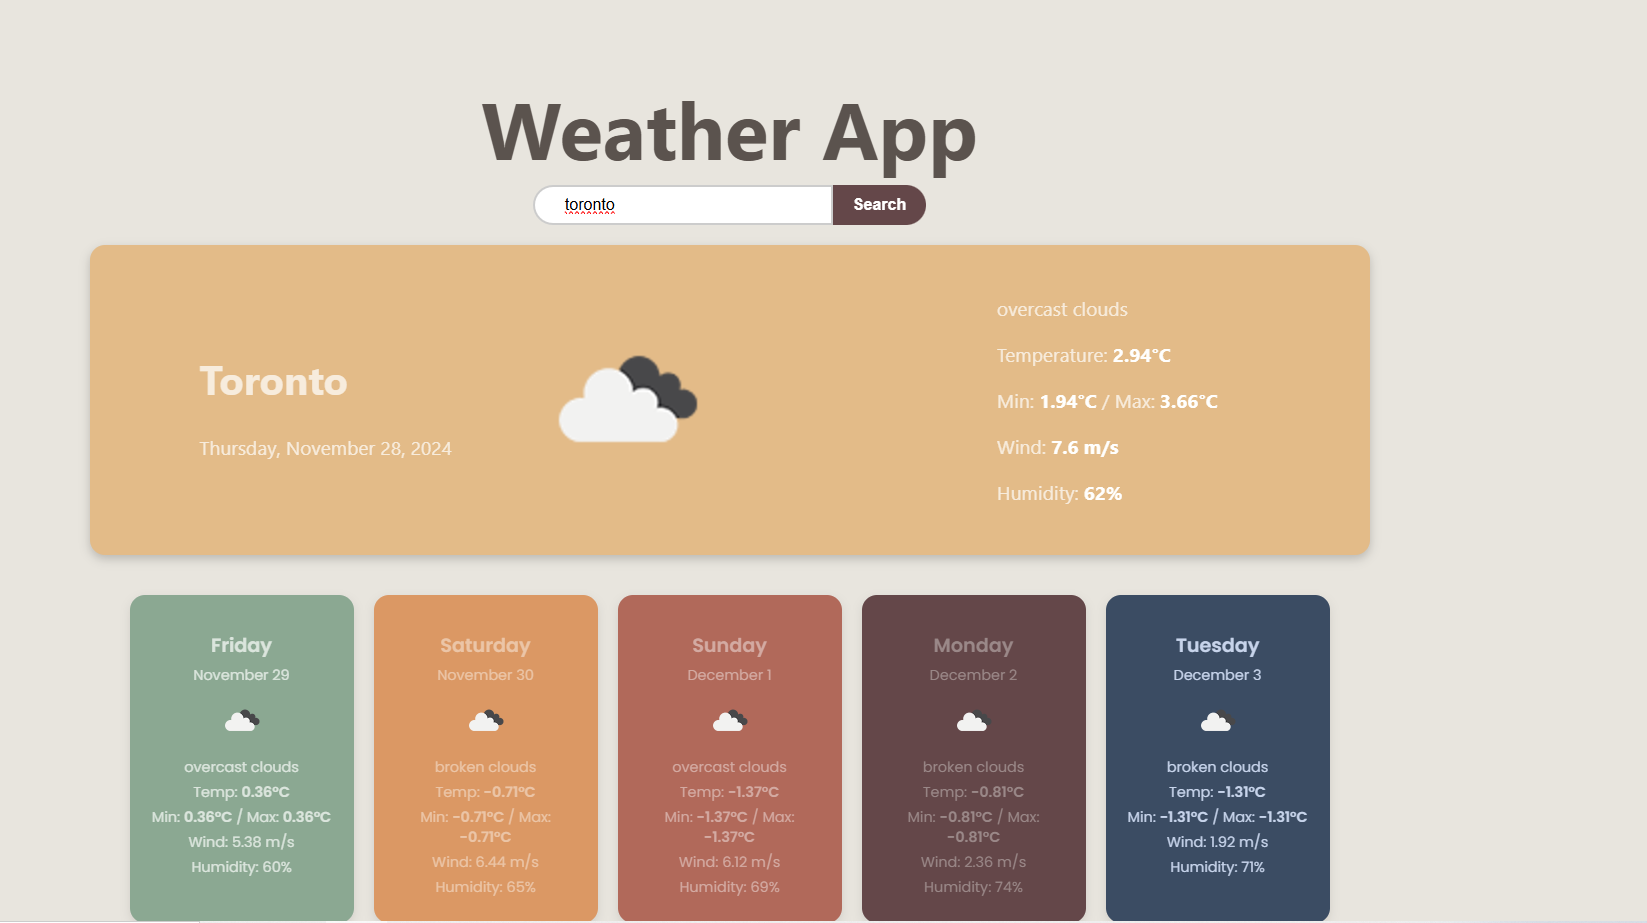 Weather App
toronto
Search
Toronto
Thursday, November 28, 2024
overcast clouds
Temperature: 2.94°C
Min: 1.94°C / Max: 3.66°C
Wind: 7.6 m/s
Humidity: 62%
Friday
November 29
overcast clouds
Temp: 0.36°C
Min: 0.36°C / Max: 0.36°C
Wind: 5.38 m/s
Humidity: 60%
Saturday
November 30
broken clouds
Temp: -0.71°C
Min: -0.71°C / Max:
-0.71°C
Wind: 6.44 m/s
Humidity: 65%
Sunday
December 1
overcast clouds
Temp: -1.37°C
Min: -1.37°C / Max:
-1.37°C
Wind: 6.12 m/s
Humidity: 69%
Monday
December 2
broken clouds
Temp: -0.81°C
Min: -0.81°C / Max:
-0.81°C
Wind: 2.36 m/s
Humidity: 74%
Tuesday
December 3
broken clouds
Temp: -1.31°C
Min: -1.31°C / Max: -1.31°C
Wind: 1.92 m/s
Humidity: 71%